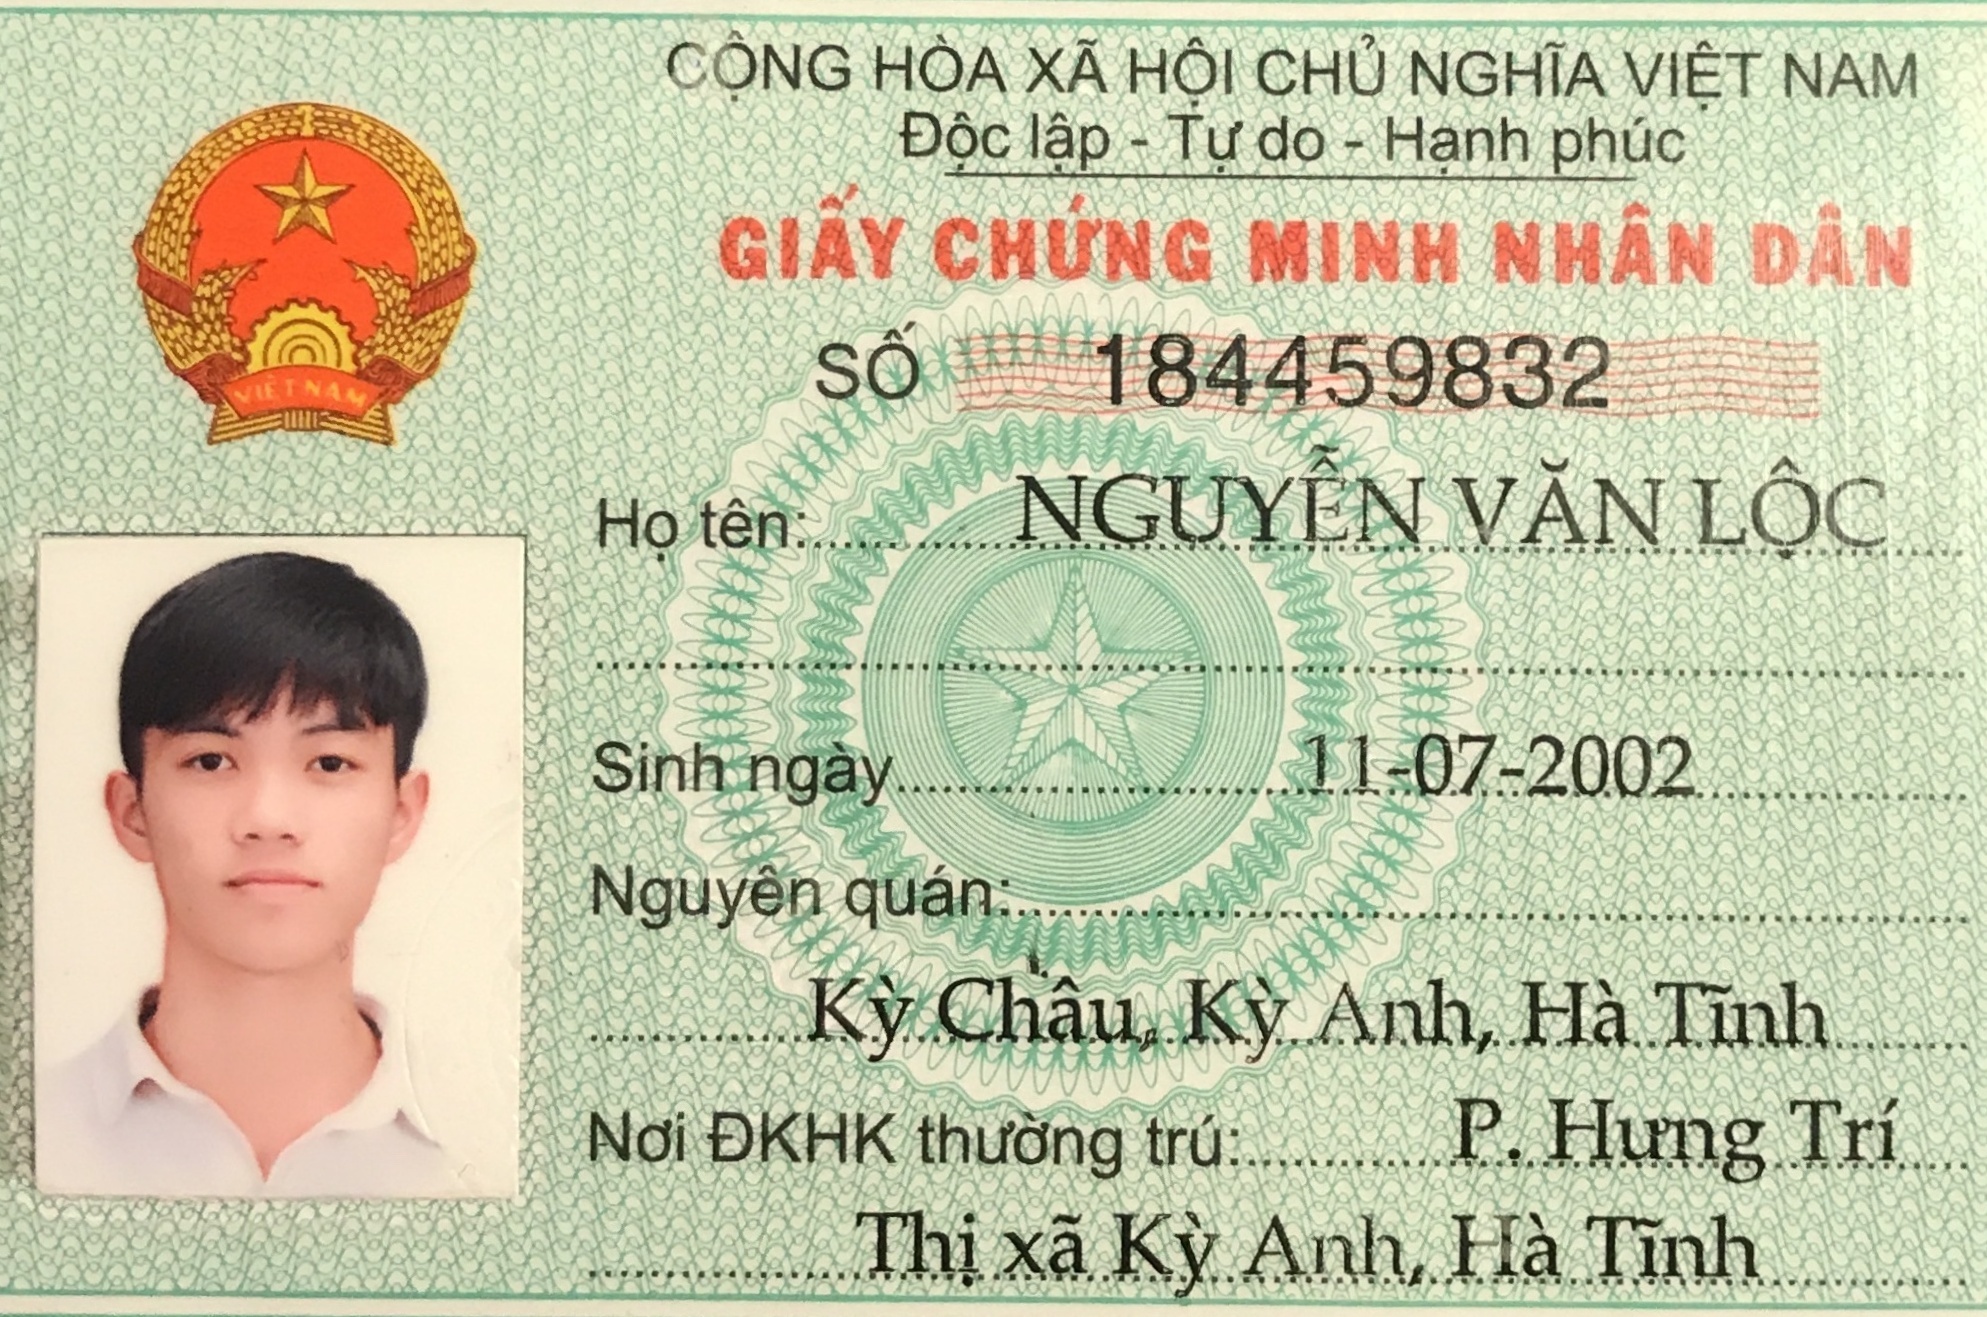 CỘNG HÒA XÃ HỘI CHỦ NGHĨA VIỆT NAM
Độc lập - Tự do - Hạnh phúc
GIẤY CHỨNG MINH NHÂN DÂN
VIỆT NAM
SỐ 184459832
Họ tên: NGUYỄN VĂN LỘC
Sinh ngày 11-07-2002
Nguyên quán:
Kỳ Châu, Kỳ Anh, Hà Tĩnh
Nơi ĐKHK thường trú: P. Hưng Trí
Thị xã Kỳ Anh, Hà Tĩnh